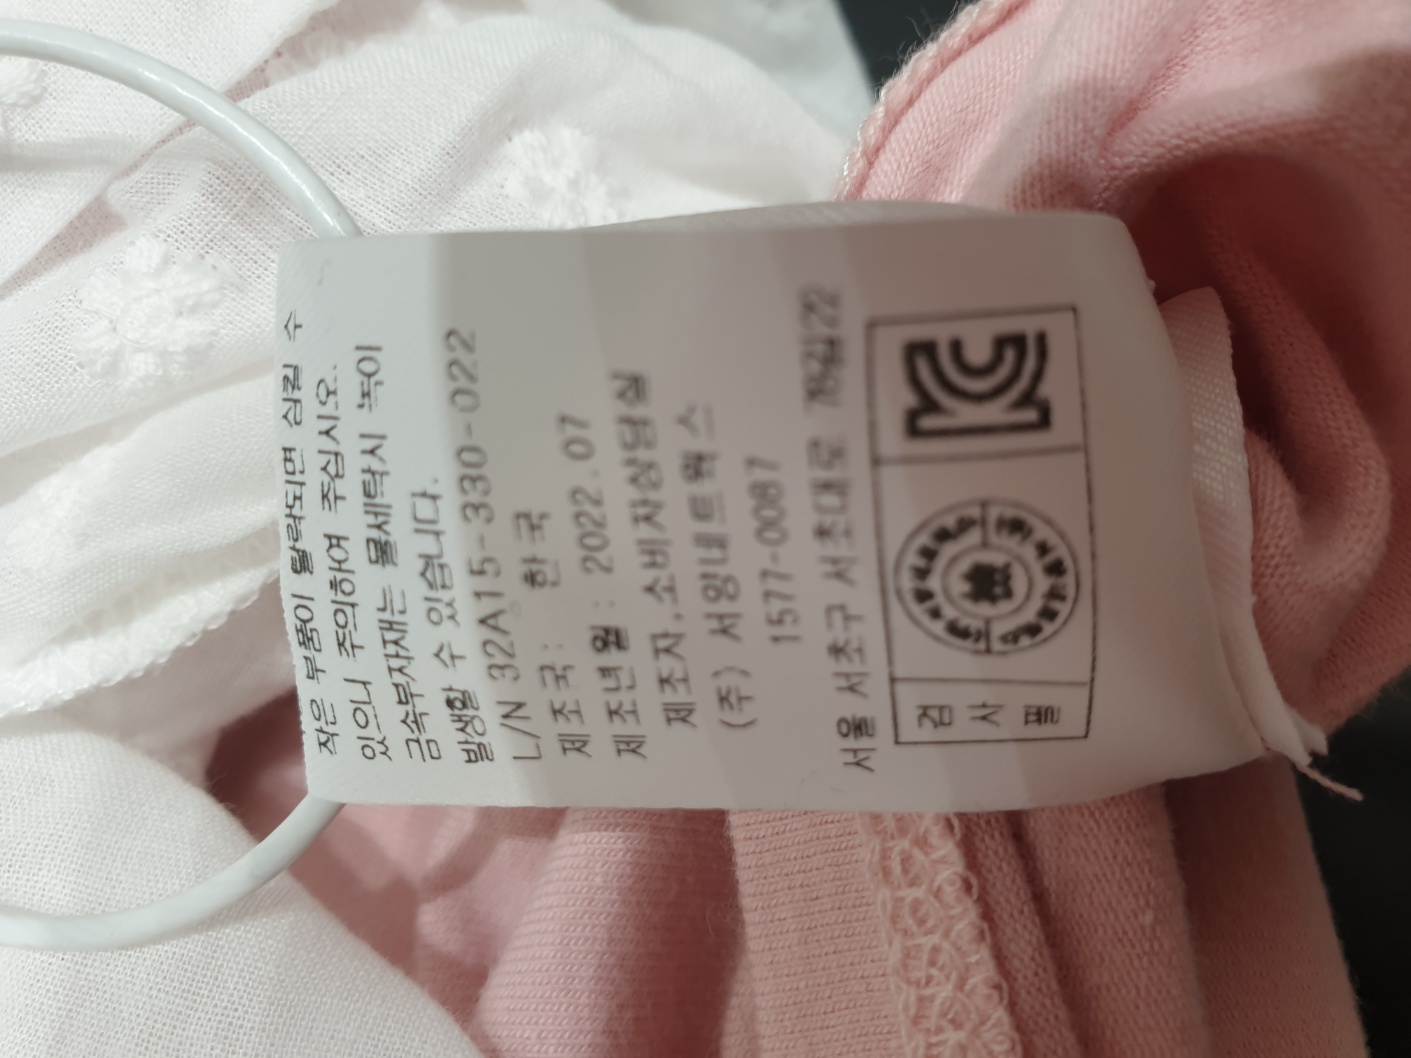 작은 부품이 탈락되면 삼킬 수
있으니 주의하여 주십시오.
금속부자재는 물세탁시 녹이
발생할 수 있습니다.
L/N 32A15-330-022
제조국: 한국
제조년월: 2022.07
제조자,소비자상담실
(주) 서양네트웍스
1577-0087
서울 서초구 서초대로 78길22
검
사
필
檢